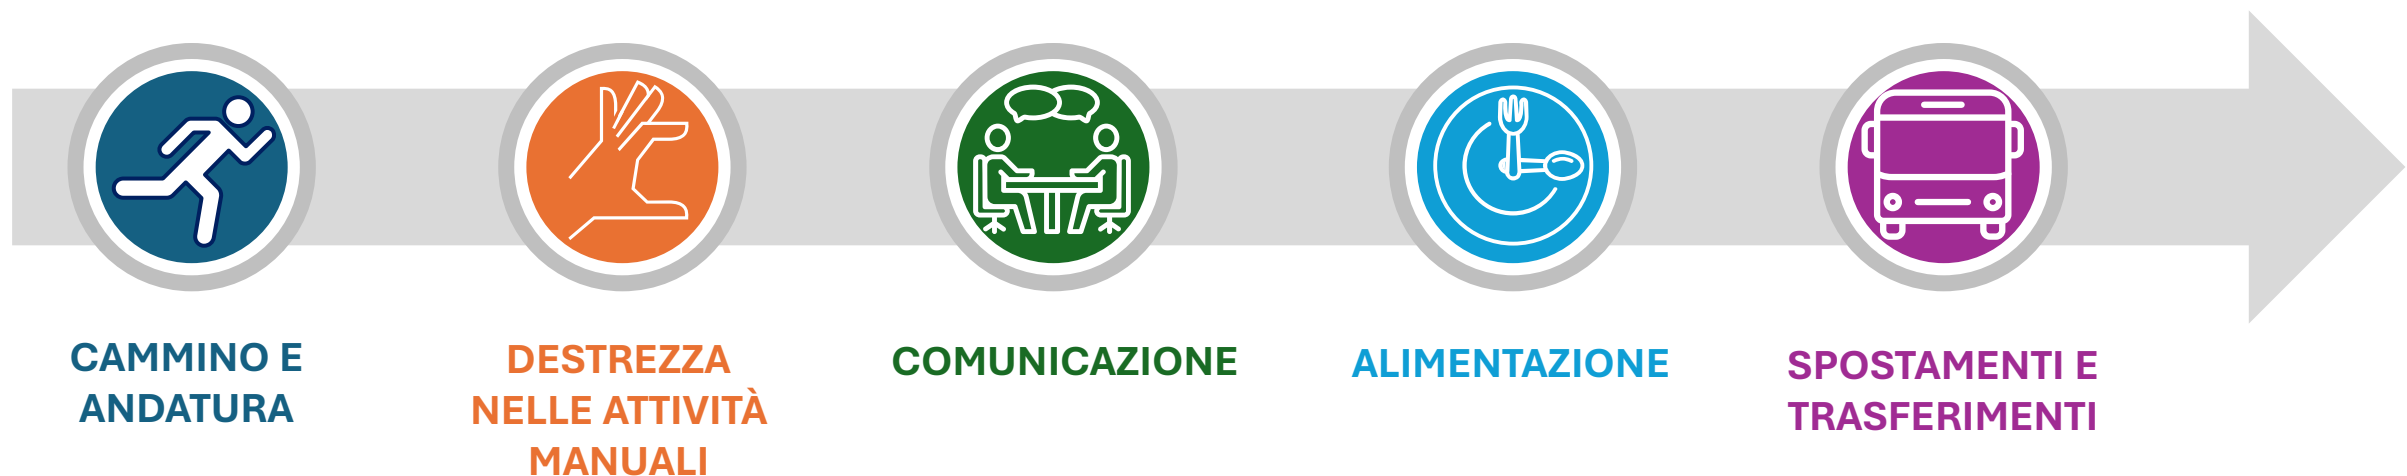 CAMMINO E
ANDATURA
DESTREZZA
NELLE ATTIVITÀ
MANUALI
COMUNICAZIONE
ALIMENTAZIONE
SPOSTAMENTI E
TRASFERIMENTI